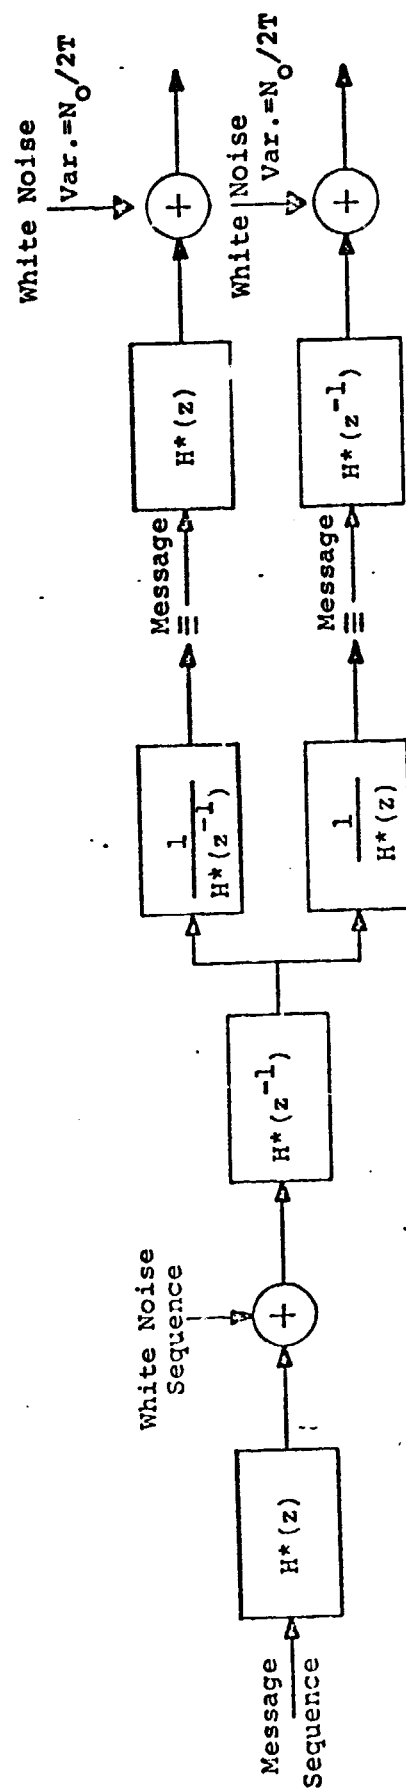 Message
Sequence
H*(z)
White Noise
Sequence
+
H*(z⁻¹)
1
H*(z⁻¹)
Message
≡
H*(z)
White Noise
Var.=N₀/2T
+
1
H*(z)
Message
≡
H*(z⁻¹)
White Noise
Var.=N₀/2T
+